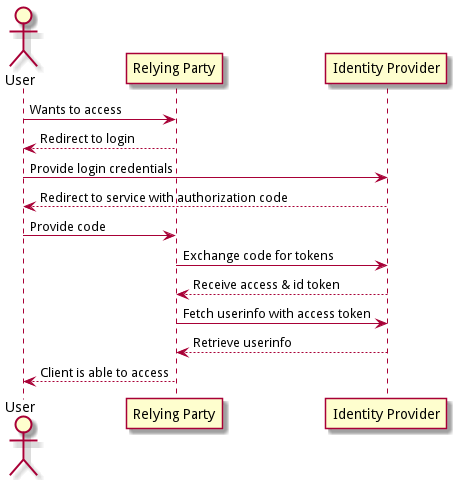 User
Relying Party
Identity Provider
Wants to access
Redirect to login
Provide login credentials
Redirect to service with authorization code
Provide code
Exchange code for tokens
Receive access & id token
Fetch userinfo with access token
Retrieve userinfo
Client is able to access
User
Relying Party
Identity Provider